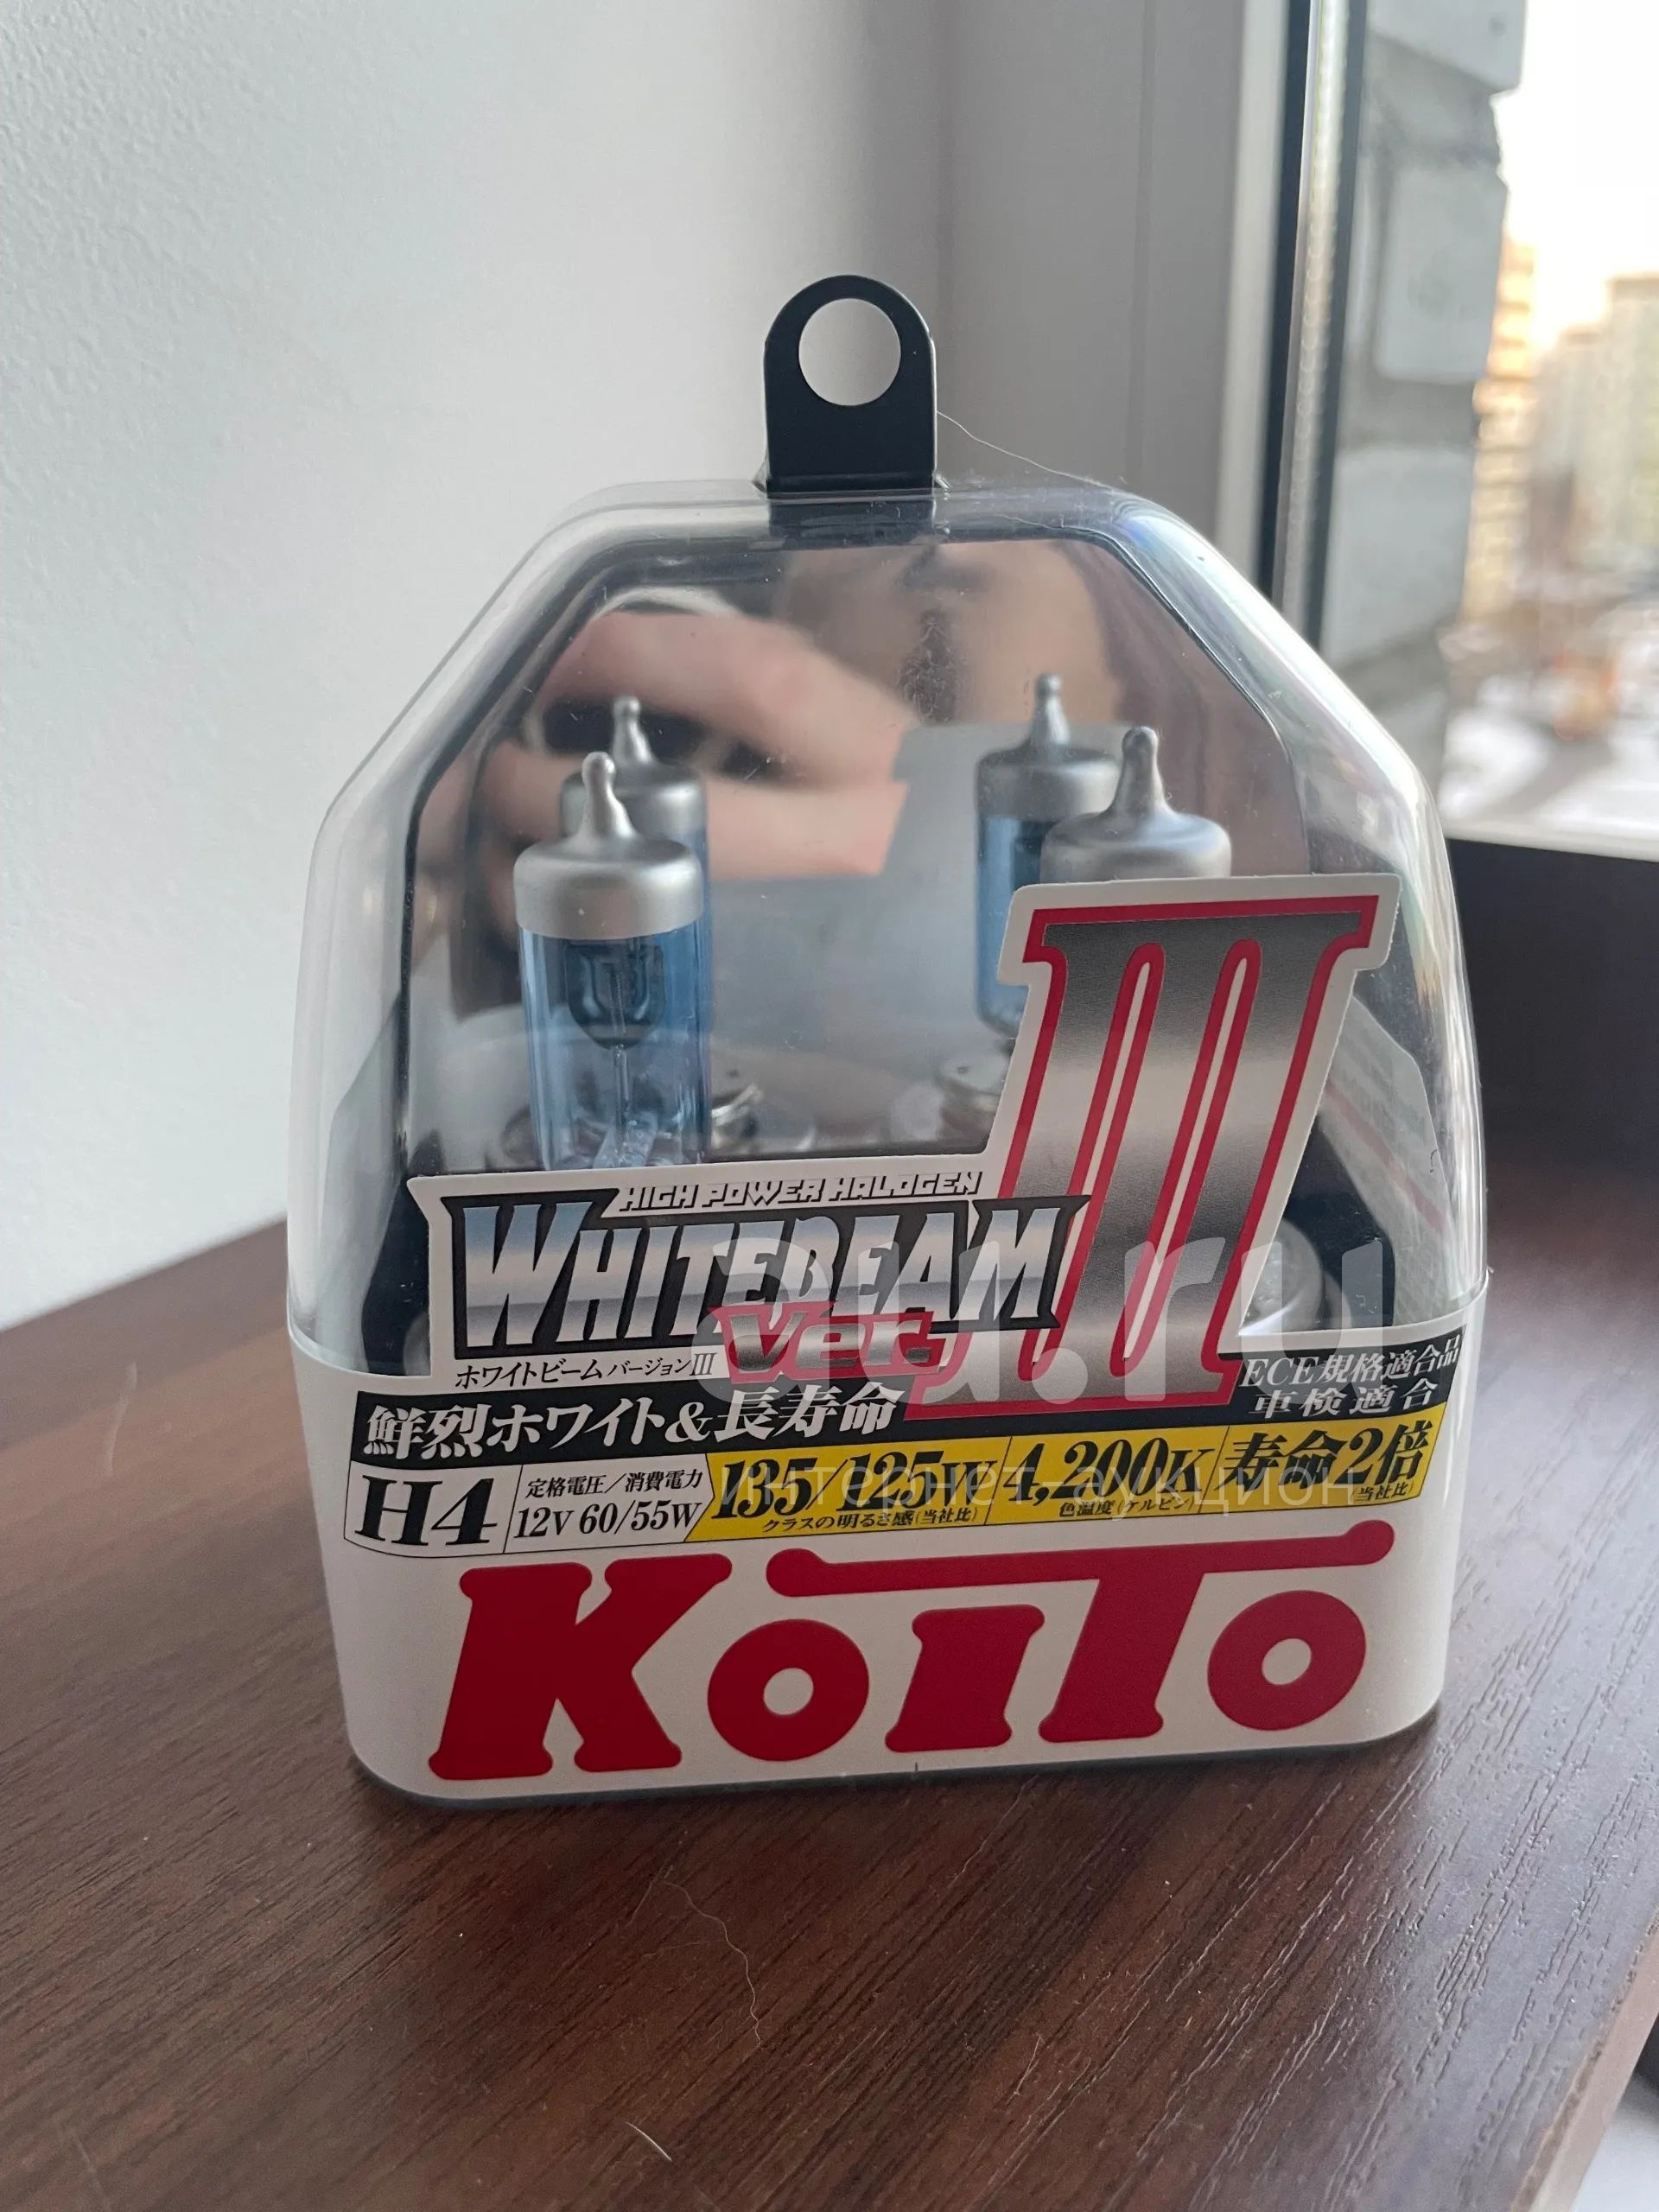 HIGH POWER HALOGEN
WHITEBEAM III
Ver.
ホワイトビーム バージョンIII
鮮烈ホワイト&長寿命
ECE規格適合品
車検適合
H4
定格電圧/消費電力
12V 60/55W
135/125W
クラスの明るさ感(当社比)
4,200K
色温度(ケルビン)
寿命2倍
(当社比)
KOITO
au.ru
интернет-аукцион